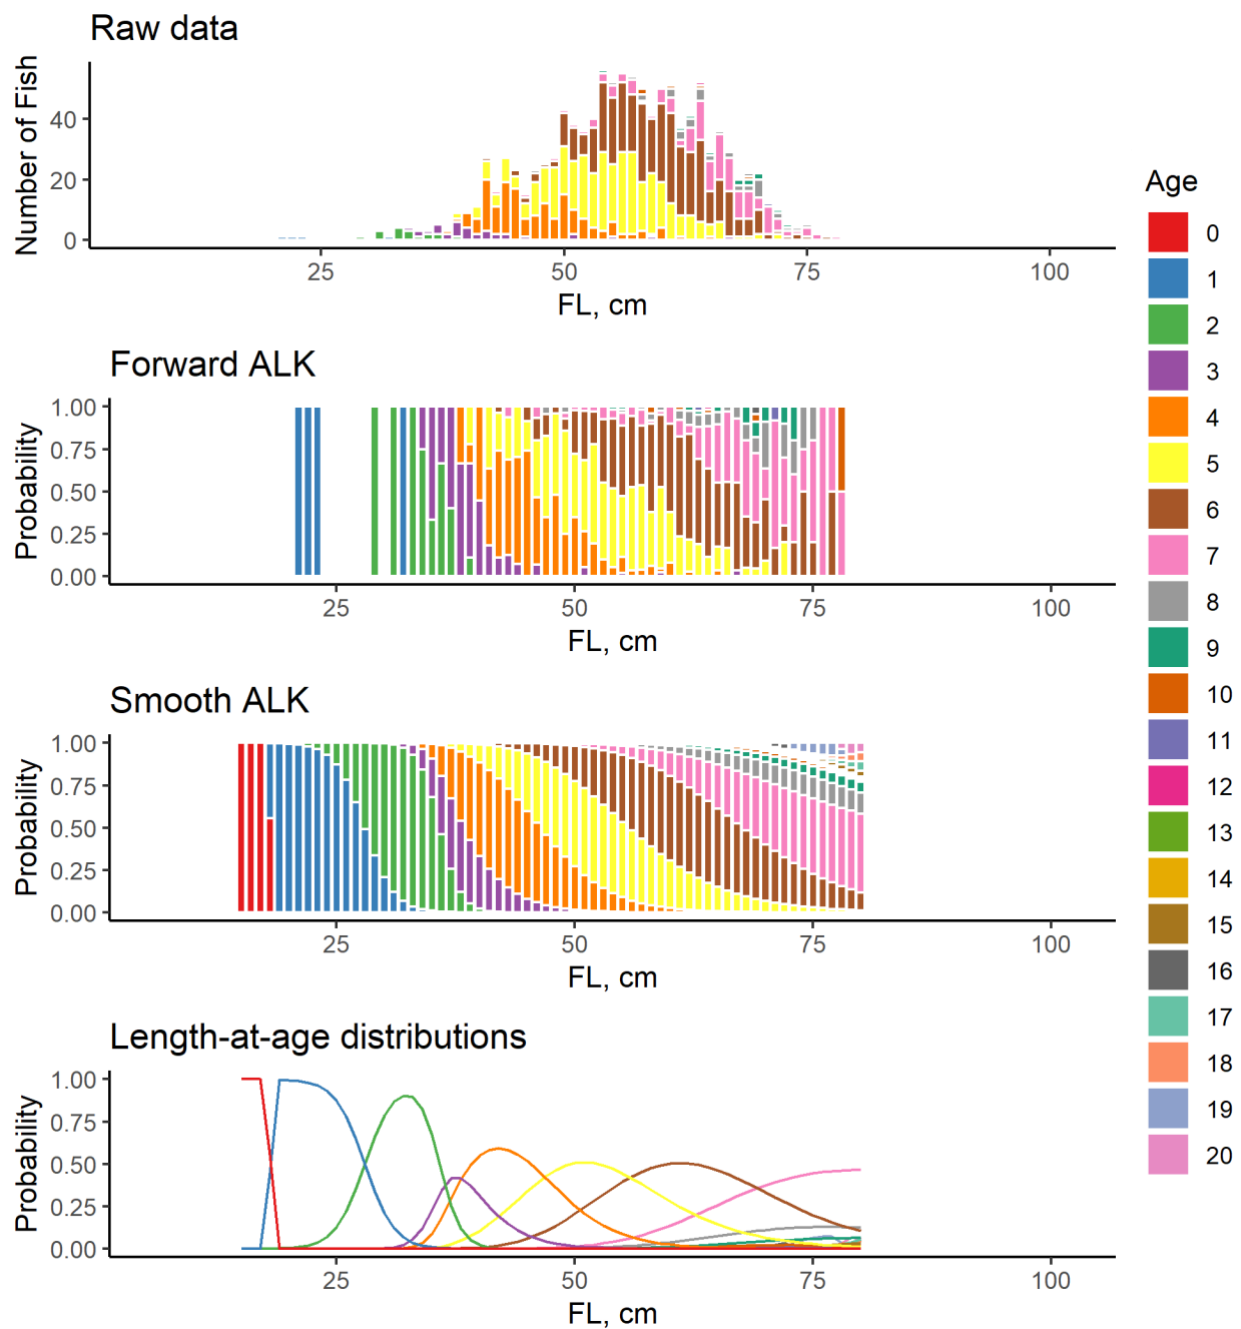 Raw data
Number of Fish
40
20
0
25 50 75 100
FL, cm
Forward ALK
Probability
1.00
0.75
0.50
0.25
0.00
25 50 75 100
FL, cm
Smooth ALK
Probability
1.00
0.75
0.50
0.25
0.00
25 50 75 100
FL, cm
Length-at-age distributions
Probability
1.00
0.75
0.50
0.25
0.00
25 50 75 100
FL, cm
Age
0
1
2
3
4
5
6
7
8
9
10
11
12
13
14
15
16
17
18
19
20